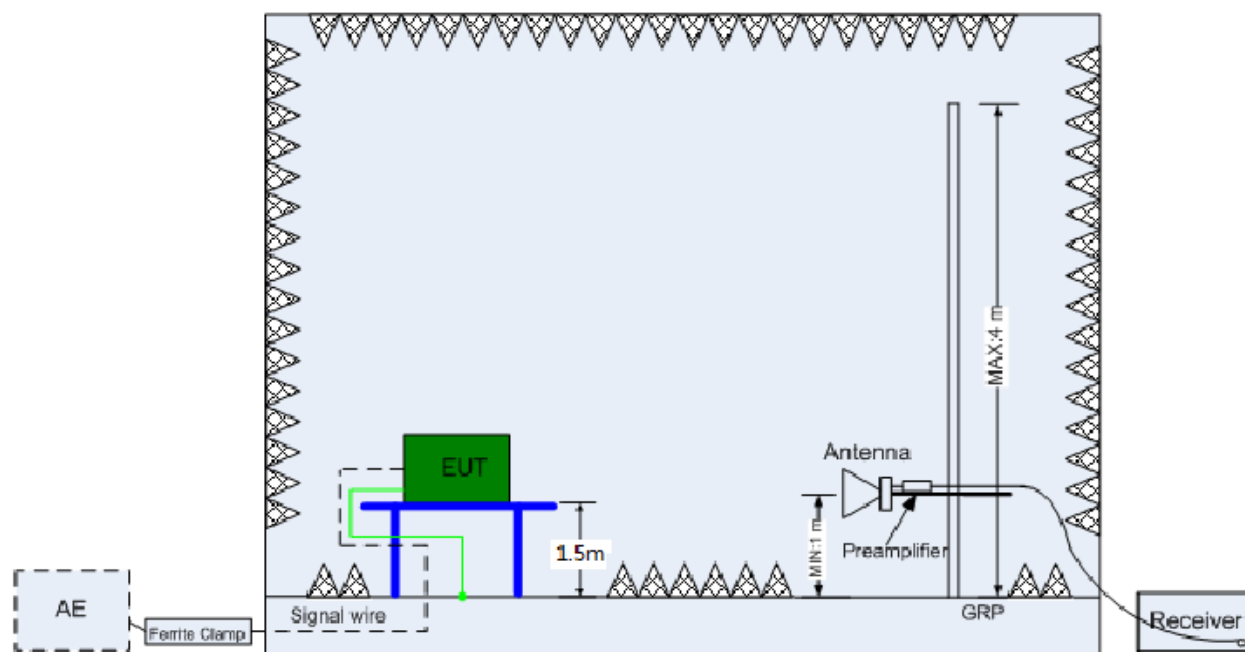 MAX:4 m
EUT
Antenna
1.5m
MIN:1 m
Preamplifier
AE
Ferrite Clamp
Signal wire
GRP
Receiver